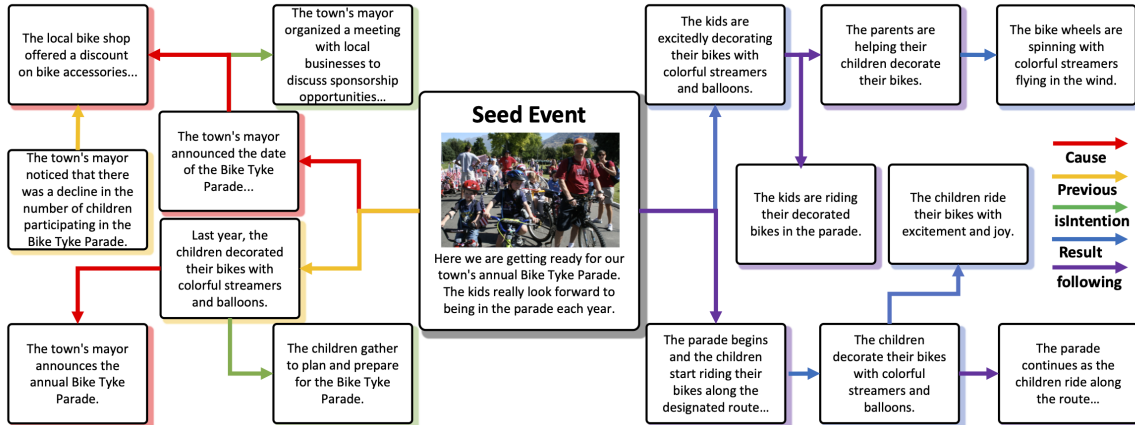 The local bike shop
offered a discount
on bike accessories...
The town's mayor
organized a meeting
with local
businesses to
discuss sponsorship
opportunities...
The town's mayor
announced the date
of the Bike Tyke
Parade...
The town's mayor
noticed that there
was a decline in the
number of children
participating in the
Bike Tyke Parade.
Last year, the
children decorated
their bikes with
colorful streamers
and balloons.
The town's mayor
announces the
annual Bike Tyke
Parade.
The children gather
to plan and prepare
for the Bike Tyke
Parade.
Seed Event
Here we are getting ready for our
town's annual Bike Tyke Parade.
The kids really look forward to
being in the parade each year.
The kids are
excitedly decorating
their bikes with
colorful streamers
and balloons.
The parents are
helping their
children decorate
their bikes.
The bike wheels are
spinning with
colorful streamers
flying in the wind.
The kids are riding
their decorated
bikes in the parade.
The children ride
their bikes with
excitement and joy.
The parade begins
and the children
start riding their
bikes along the
designated route...
The children
decorate their bikes
with colorful
streamers and
balloons.
The parade
continues as the
children ride along
the route...
Cause
Previous
isIntention
Result
following